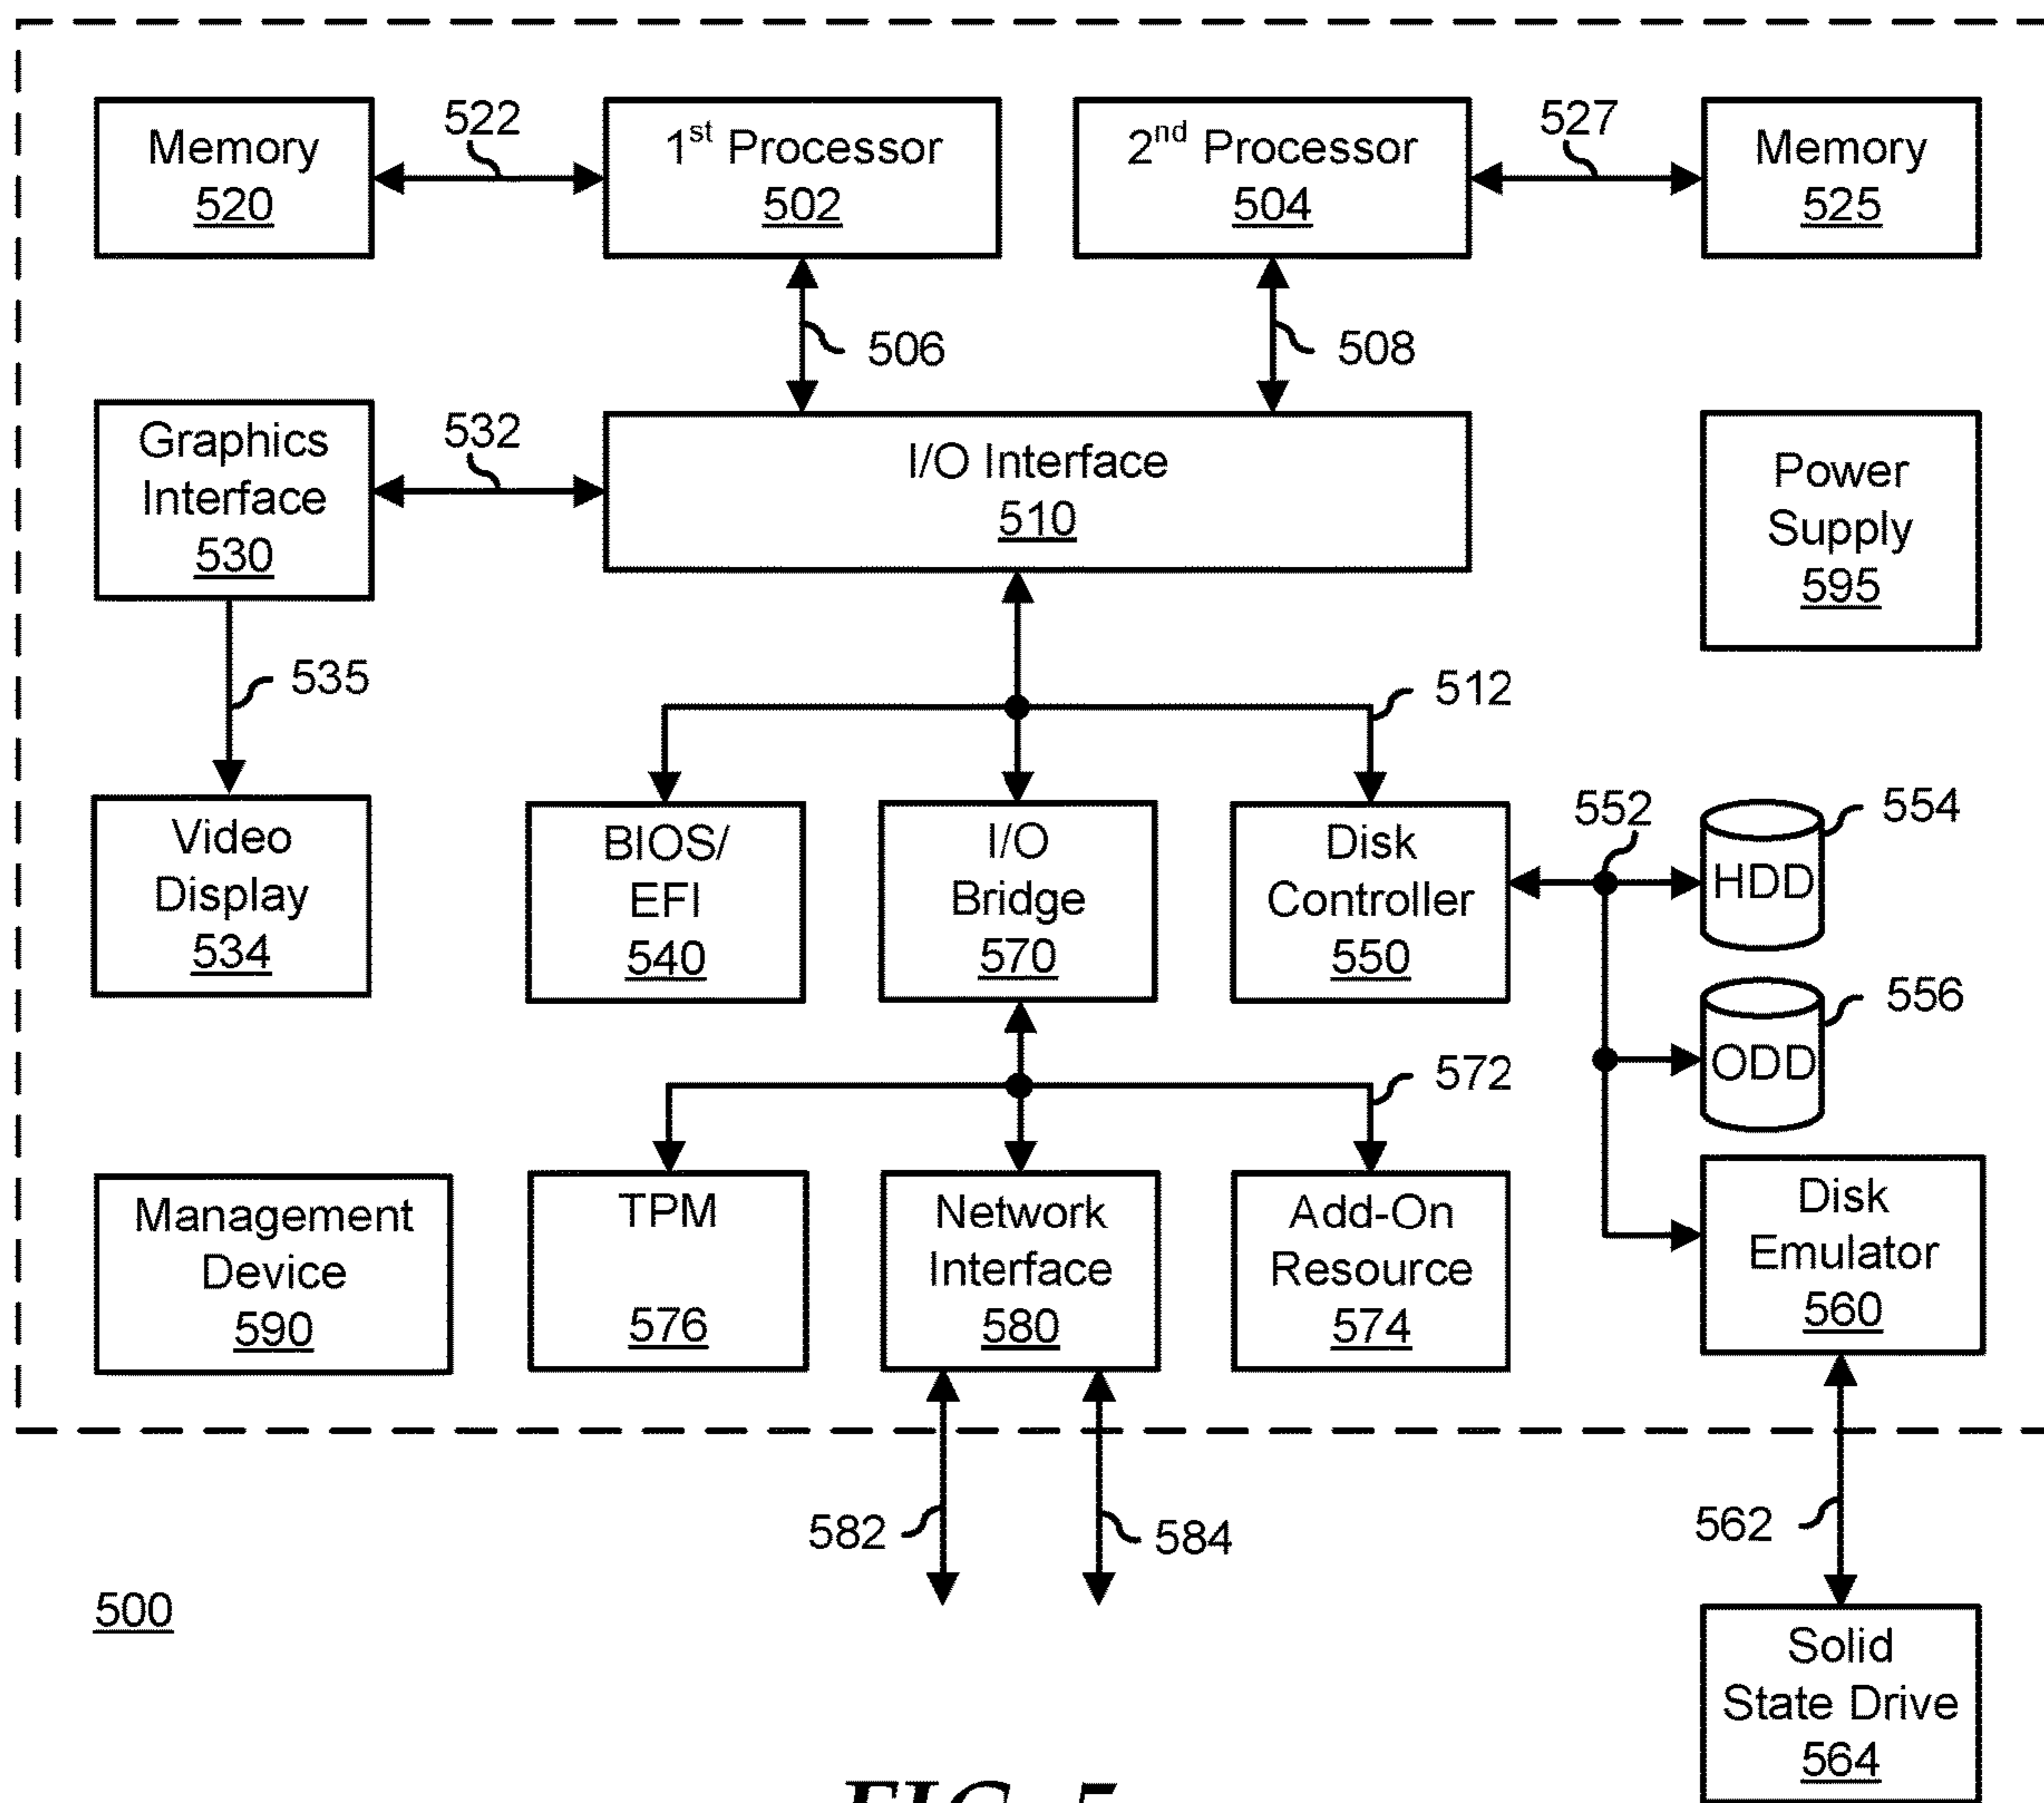 522
527
Memory
520
1st Processor
502
2nd Processor
504
Memory
525
506
508
Graphics
Interface
530
532
I/O Interface
510
Power
Supply
595
535
512
Video
Display
534
BIOS/
EFI
540
I/O
Bridge
570
Disk
Controller
550
552
554
HDD
556
ODD
572
Management
Device
590
TPM
576
Network
Interface
580
Add-On
Resource
574
Disk
Emulator
560
582
584
562
500
Solid
State Drive
564
FIG. 5